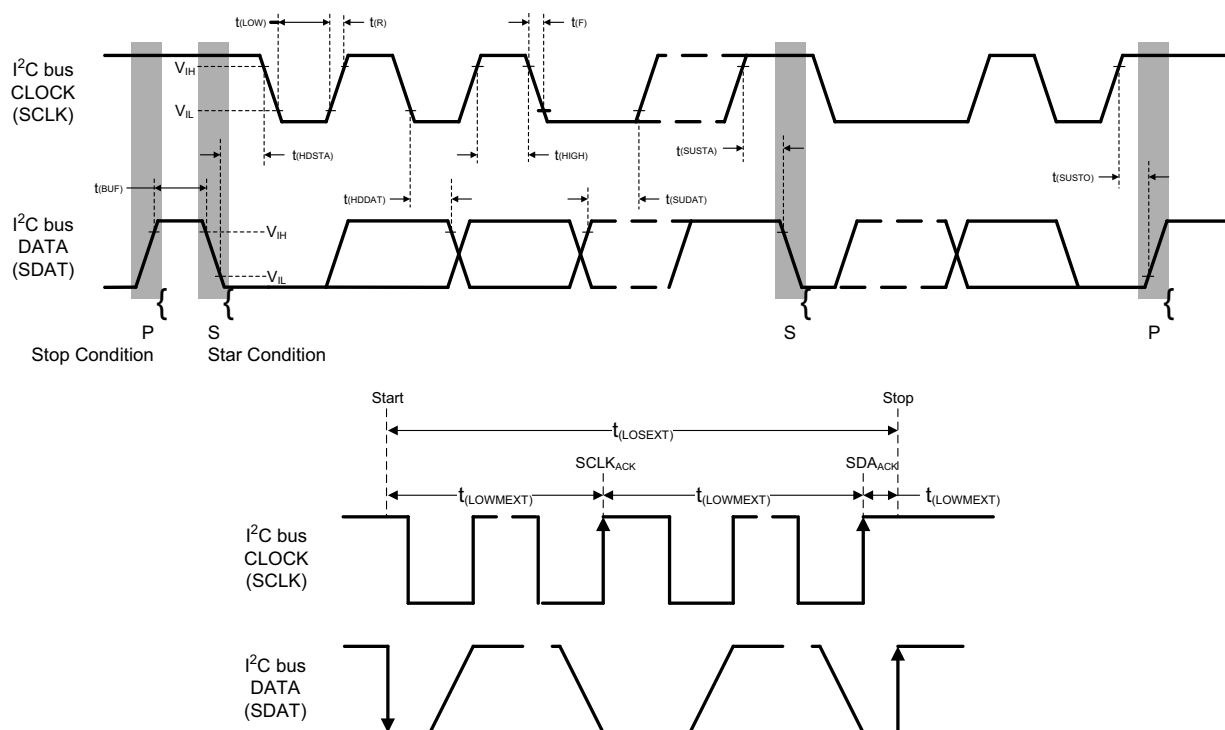 t(LOW)
t(R)
t(F)
I2C bus
CLOCK
(SCLK)
VIH
VIL
t(HDSTA)
t(HIGH)
t(SUSTA)
t(SUSTO)
t(BUF)
t(HDDAT)
t(SUDAT)
I2C bus
DATA
(SDAT)
VIH
VIL
{ { { {
P S S P
Stop Condition Star Condition
Start Stop
t(LOSEXT)
SCLKACK SDAACK
t(LOWMEXT) t(LOWMEXT) t(LOWMEXT)
I2C bus
CLOCK
(SCLK)
I2C bus
DATA
(SDAT)